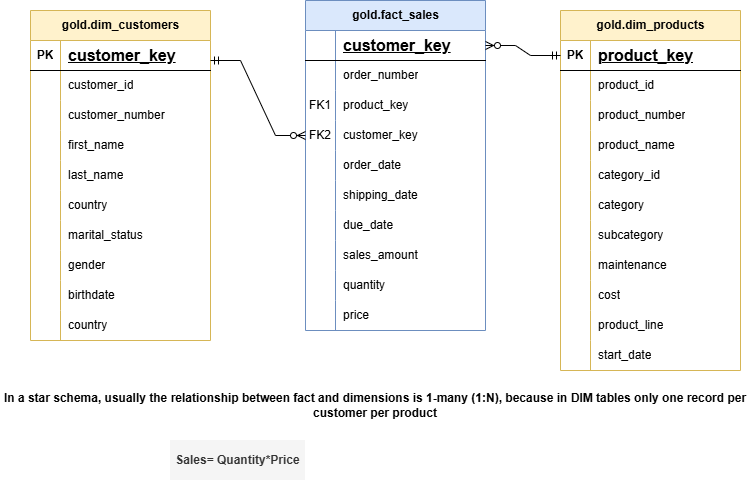 gold.dim_customers
PK customer_key
customer_id
customer_number
first_name
last_name
country
marital_status
gender
birthdate
country
gold.fact_sales
customer_key
order_number
FK1 product_key
FK2 customer_key
order_date
shipping_date
due_date
sales_amount
quantity
price
gold.dim_products
PK product_key
product_id
product_number
product_name
category_id
category
subcategory
maintenance
cost
product_line
start_date
In a star schema, usually the relationship between fact and dimensions is 1-many (1:N), because in DIM tables only one record per
customer per product
Sales= Quantity*Price